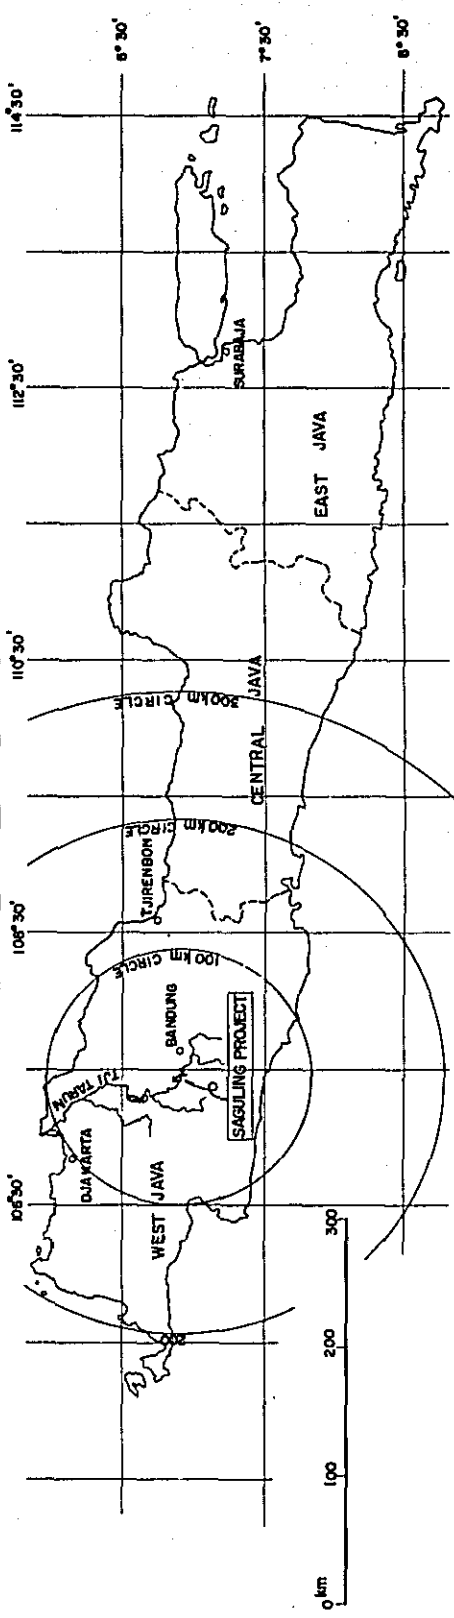 106°30'
108°30'
110°30'
112°30'
114°30'
6°30'
7°30'
8°30'
DJAKARTA
TJI TARUM
100 km CIRCLE
TJIRENBON
200 km CIRCLE
300 km CIRCLE
WEST JAVA
BANDUNG
SAGULING PROJECT
CENTRAL JAVA
EAST JAVA
SURABAJA
0 km 100 200 300